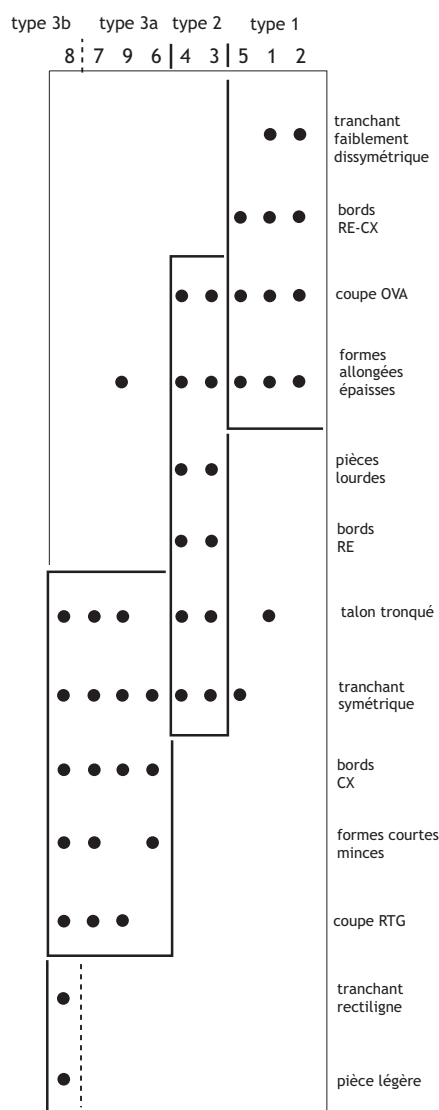 type 3b type 3a type 2 type 1
8 7 9 6 4 3 5 1 2
tranchant
faiblement
dissymétrique
bords
RE-CX
coupe OVA
formes
allongées
épaisses
pièces
lourdes
bords
RE
talon tronqué
tranchant
symétrique
bords
CX
formes courtes
minces
coupe RTG
tranchant
rectiligne
pièce légère